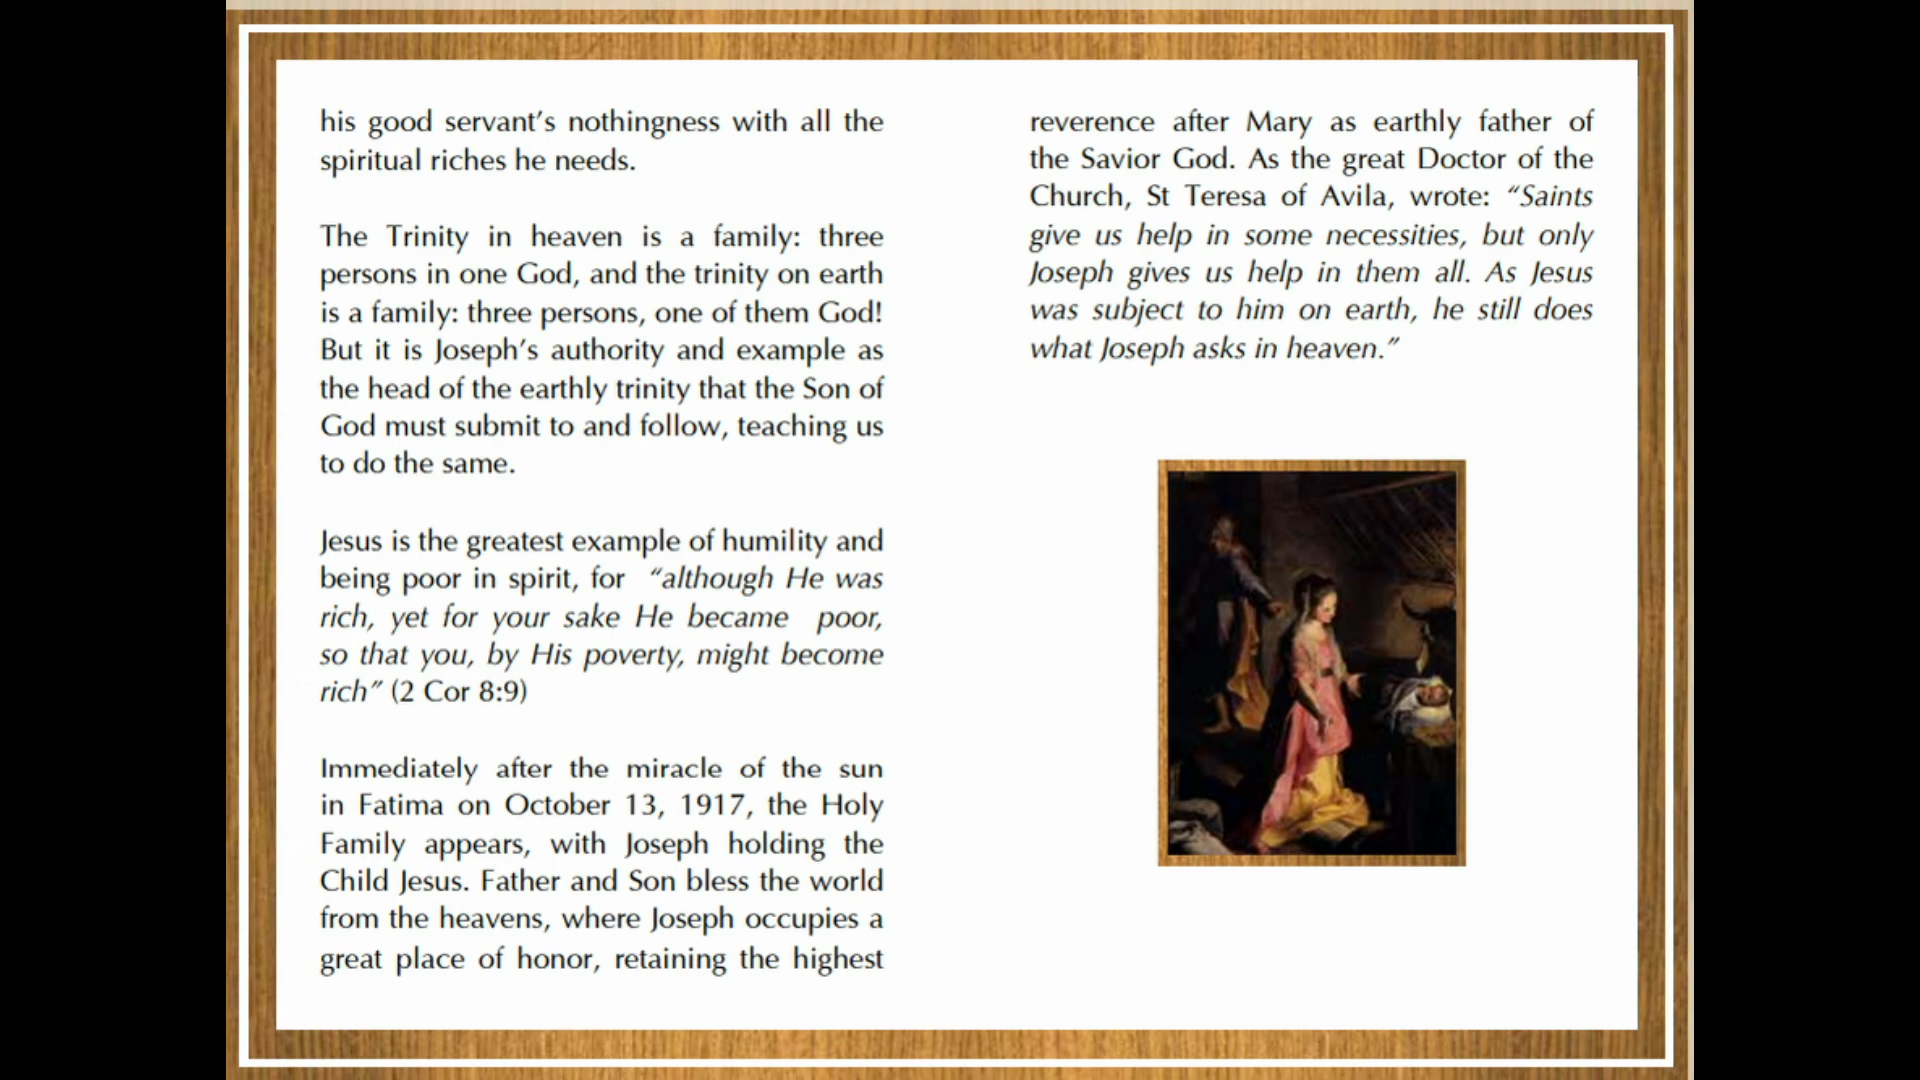 his good servant's nothingness with all the
spiritual riches he needs.
The Trinity in heaven is a family: three
persons in one God, and the trinity on earth
is a family: three persons, one of them God!
But it is Joseph's authority and example as
the head of the earthly trinity that the Son of
God must submit to and follow, teaching us
to do the same.
Jesus is the greatest example of humility and
being poor in spirit, for “although He was
rich, yet for your sake He became poor,
so that you, by His poverty, might become
rich” (2 Cor 8:9)
Immediately after the miracle of the sun
in Fatima on October 13, 1917, the Holy
Family appears, with Joseph holding the
Child Jesus. Father and Son bless the world
from the heavens, where Joseph occupies a
great place of honor, retaining the highest
reverence after Mary as earthly father of
the Savior God. As the great Doctor of the
Church, St Teresa of Avila, wrote: “Saints
give us help in some necessities, but only
Joseph gives us help in them all. As Jesus
was subject to him on earth, he still does
what Joseph asks in heaven.”